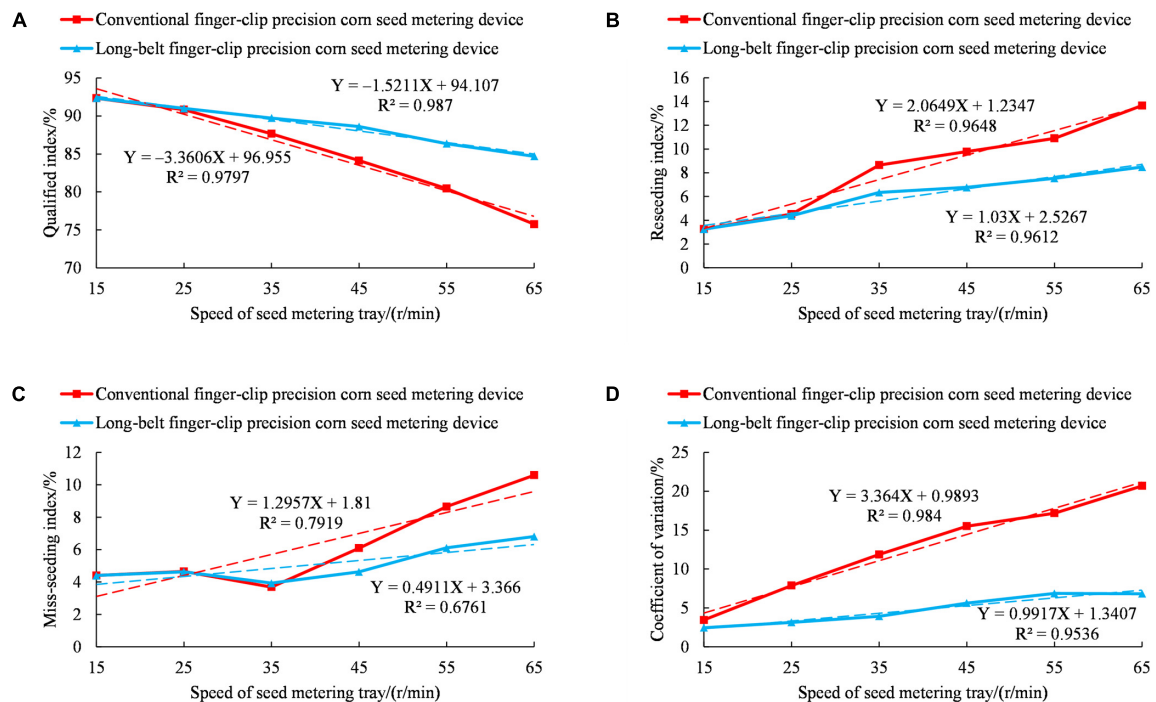 A
Conventional finger-clip precision corn seed metering device
Long-belt finger-clip precision corn seed metering device
Qualified index/%
95
90
85
80
75
70
Y = –1.5211X + 94.107
R² = 0.987
Y = –3.3606X + 96.955
R² = 0.9797
15 25 35 45 55 65
Speed of seed metering tray/(r/min)
B
Conventional finger-clip precision corn seed metering device
Long-belt finger-clip precision corn seed metering device
Reseeding index/%
16
14
12
10
8
6
4
2
0
Y = 2.0649X + 1.2347
R² = 0.9648
Y = 1.03X + 2.5267
R² = 0.9612
15 25 35 45 55 65
Speed of seed metering tray/(r/min)
C
Conventional finger-clip precision corn seed metering device
Long-belt finger-clip precision corn seed metering device
Miss-seeding index/%
12
10
8
6
4
2
0
Y = 1.2957X + 1.81
R² = 0.7919
Y = 0.4911X + 3.366
R² = 0.6761
15 25 35 45 55 65
Speed of seed metering tray/(r/min)
D
Conventional finger-clip precision corn seed metering device
Long-belt finger-clip precision corn seed metering device
Coefficient of variation/%
25
20
15
10
5
0
Y = 3.364X + 0.9893
R² = 0.984
Y = 0.9917X + 1.3407
R² = 0.9536
15 25 35 45 55 65
Speed of seed metering tray/(r/min)